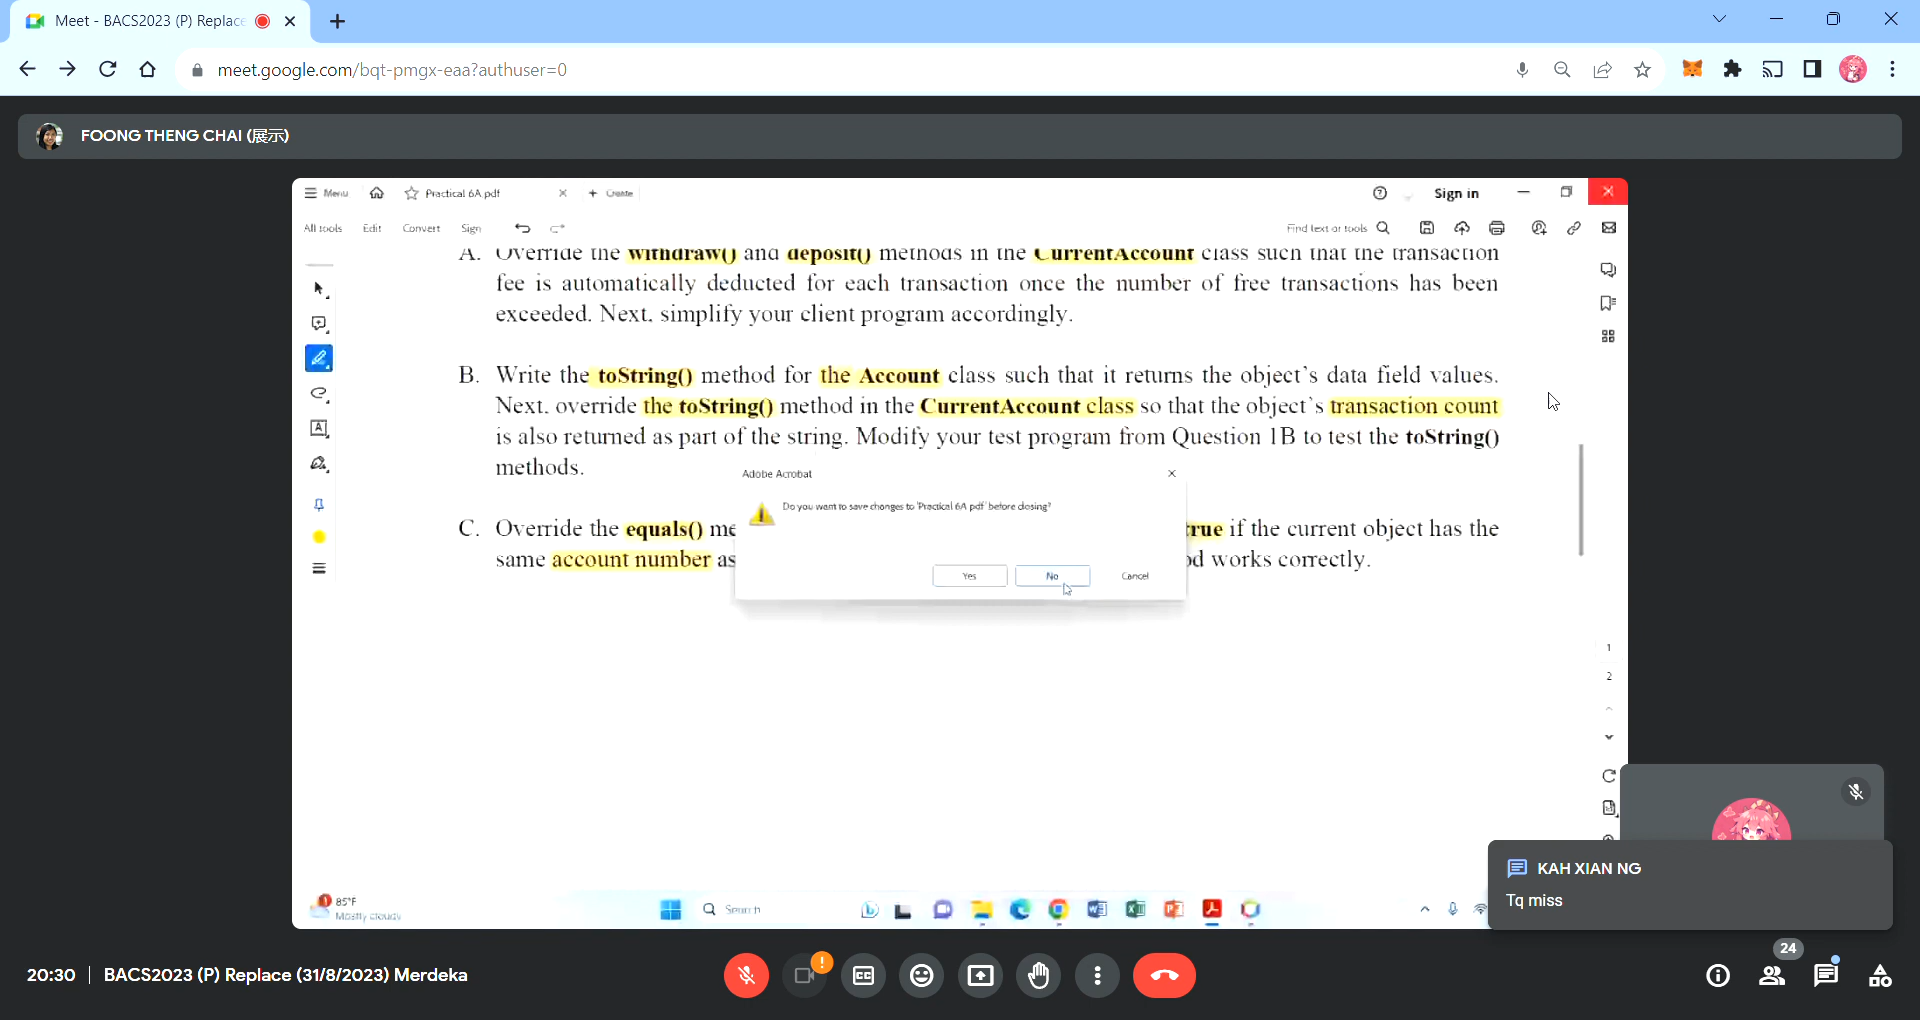 Meet - BACS2023 (P) Replace
meet.google.com/bqt-pmgx-eaa?authuser=0
FOONG THENG CHAI (展示)
Menu
Practical 6A.pdf
Create
Sign in
All tools
Edit
Convert
Sign
Find text or tools
A. Override the withdraw() and deposit() methods in the CurrentAccount class such that the transaction
fee is automatically deducted for each transaction once the number of free transactions has been
exceeded. Next, simplify your client program accordingly.
B. Write the toString() method for the Account class such that it returns the object's data field values.
Next, override the toString() method in the CurrentAccount class so that the object's transaction count
is also returned as part of the string. Modify your test program from Question 1B to test the toString()
methods.
Adobe Acrobat
Do you want to save changes to 'Practical 6A.pdf' before closing?
Yes
No
Cancel
C. Override the equals() me
true if the current object has the
same account number as
od works correctly.
1
2
KAH XIAN NG
Tq miss
1
85°F
Mostly cloudy
Search
20:30
BACS2023 (P) Replace (31/8/2023) Merdeka
24